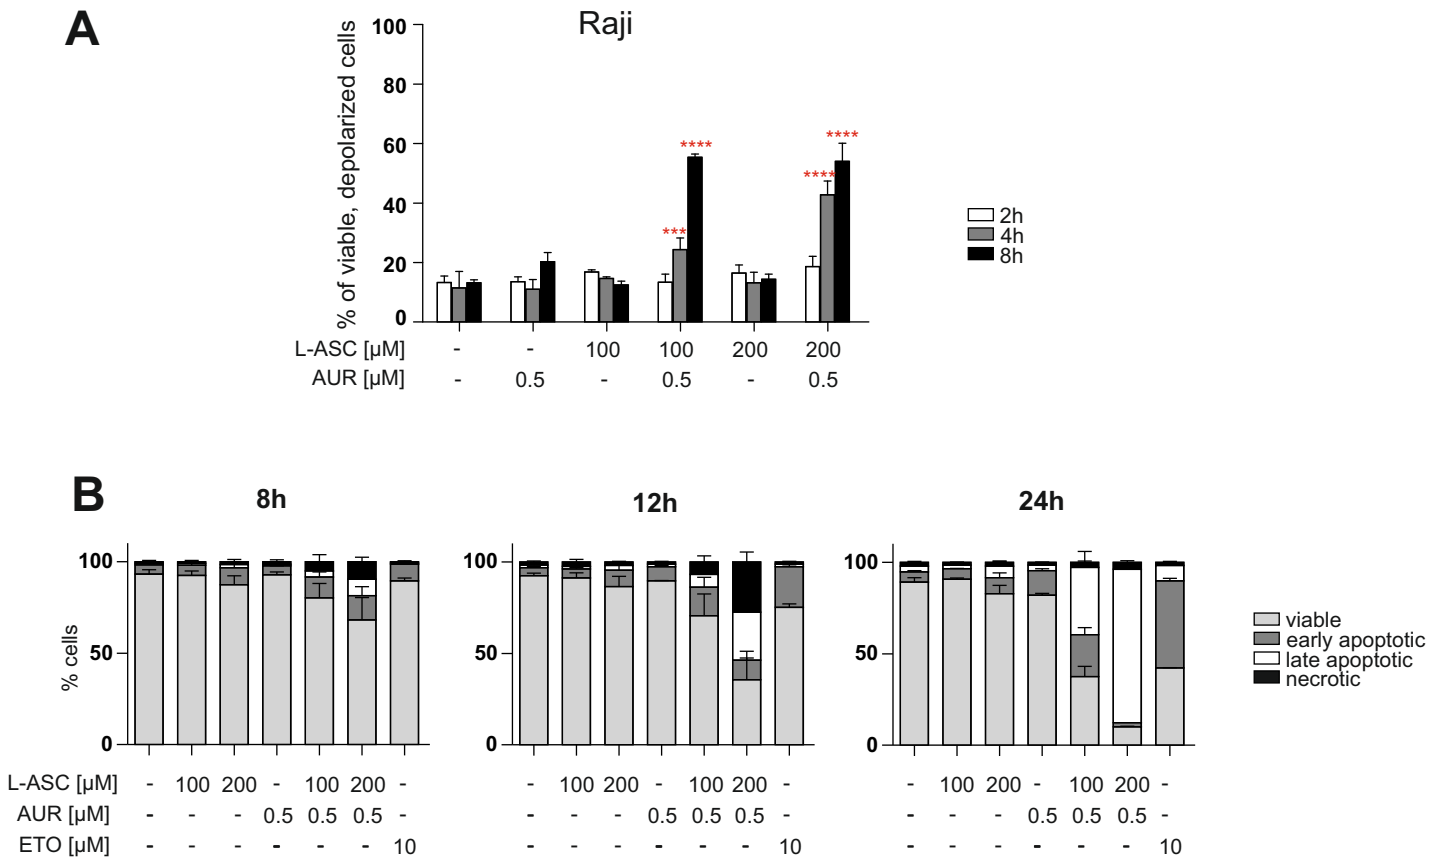 A
Raji
% of viable, depolarized cells
100
80
60
40
20
0
****
***
****
****
2h
4h
8h
L-ASC [µM] - - 100 100 200 200
AUR [µM] - 0.5 - 0.5 - 0.5
B
8h 12h 24h
% cells
100
50
0
100
50
0
100
50
0
viable
early apoptotic
late apoptotic
necrotic
L-ASC [µM] - 100 200 - 100 200 - - 100 200 - 100 200 - - 100 200 - 100 200 -
AUR [µM] - - - 0.5 0.5 0.5 - - - 0.5 0.5 0.5 - - - 0.5 0.5 0.5
ETO [µM] - - - - - - 10 - - - - - - 10 - - - - - - 10